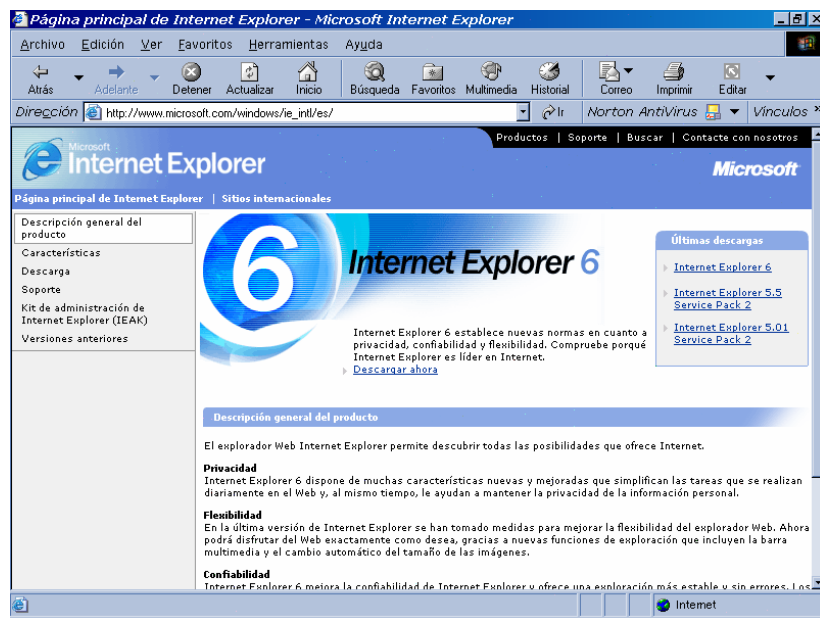 Página principal de Internet Explorer - Microsoft Internet Explorer
Archivo Edición Ver Favoritos Herramientas Ayuda
Atrás Adelante Detener Actualizar Inicio Búsqueda Favoritos Multimedia Historial Correo Imprimir Editar
Dirección http://www.microsoft.com/windows/ie_intl/es/ Ir Norton AntiVirus Vínculos »
Productos | Soporte | Buscar | Contacte con nosotros
Microsoft
Internet Explorer
Microsoft
Página principal de Internet Explorer | Sitios internacionales
Descripción general del
producto
Características
Descarga
Soporte
Kit de administración de
Internet Explorer (IEAK)
Versiones anteriores
6
Internet Explorer 6
Internet Explorer 6 establece nuevas normas en cuanto a
privacidad, confiabilidad y flexibilidad. Compruebe porqué
Internet Explorer es líder en Internet.
Descargar ahora
Últimas descargas
Internet Explorer 6
Internet Explorer 5.5
Service Pack 2
Internet Explorer 5.01
Service Pack 2
Descripción general del producto
El explorador Web Internet Explorer permite descubrir todas las posibilidades que ofrece Internet.
Privacidad
Internet Explorer 6 dispone de muchas características nuevas y mejoradas que simplifican las tareas que se realizan
diariamente en el Web y, al mismo tiempo, le ayudan a mantener la privacidad de la información personal.
Flexibilidad
En la última versión de Internet Explorer se han tomado medidas para mejorar la flexibilidad del explorador Web. Ahora
podrá disfrutar del Web exactamente como desea, gracias a nuevas funciones de exploración que incluyen la barra
multimedia y el cambio automático del tamaño de las imágenes.
Confiabilidad
Internet Explorer 6 mejora la confiabilidad de Internet Explorer y ofrece una exploración más estable y sin errores. Los
Internet